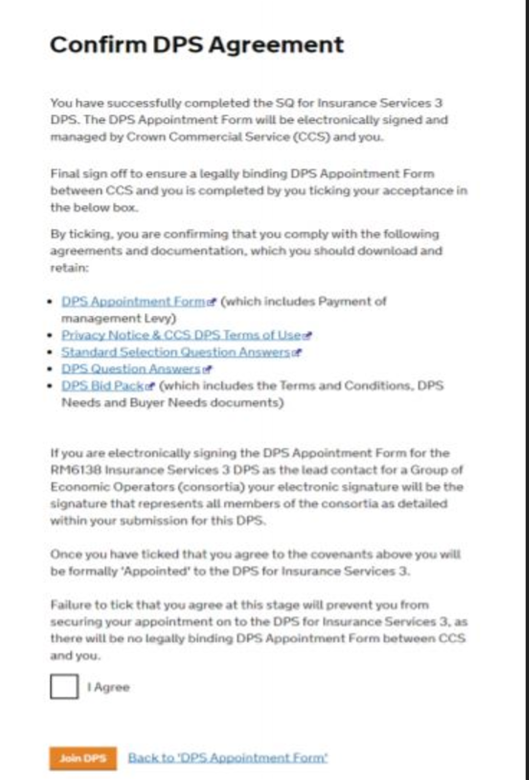 Confirm DPS Agreement
You have successfully completed the SQ for Insurance Services 3
DPS. The DPS Appointment Form will be electronically signed and
managed by Crown Commercial Service (CCS) and you.
Final sign off to ensure a legally binding DPS Appointment Form
between CCS and you is completed by you ticking your acceptance in
the below box.
By ticking, you are confirming that you comply with the following
agreements and documentation, which you should download and
retain:
• DPS Appointment Form (which includes Payment of
management Levy)
• Privacy Notice & CCS DPS Terms of Use
• Standard Selection Question Answers
• DPS Question Answers
• DPS Bid Pack (which includes the Terms and Conditions, DPS
Needs and Buyer Needs documents)
If you are electronically signing the DPS Appointment Form for the
RM6138 Insurance Services 3 DPS as the lead contact for a Group of
Economic Operators (consortia) your electronic signature will be the
signature that represents all members of the consortia as detailed
within your submission for this DPS.
Once you have ticked that you agree to the covenants above you will
be formally 'Appointed' to the DPS for Insurance Services 3.
Failure to tick that you agree at this stage will prevent you from
securing your appointment on to the DPS for Insurance Services 3, as
there will be no legally binding DPS Appointment Form between CCS
and you.
I Agree
Join DPS Back to 'DPS Appointment Form'